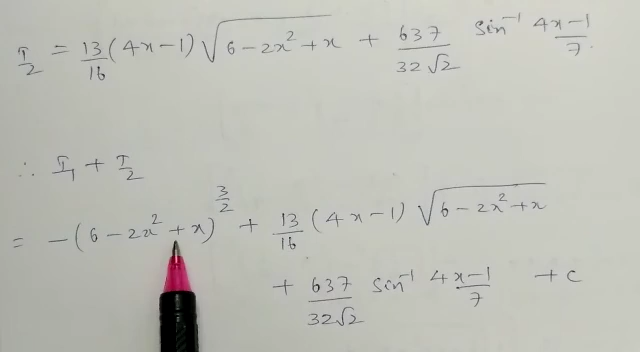 I₂ = 13/16 (4x−1) √(6−2x²+x) + 637/(32√2) sin⁻¹ (4x−1)/7.
∴ I₁ + I₂
= −(6−2x²+x)^(3/2) + 13/16 (4x−1) √(6−2x²+x)
+ 637/(32√2) sin⁻¹ (4x−1)/7 + c